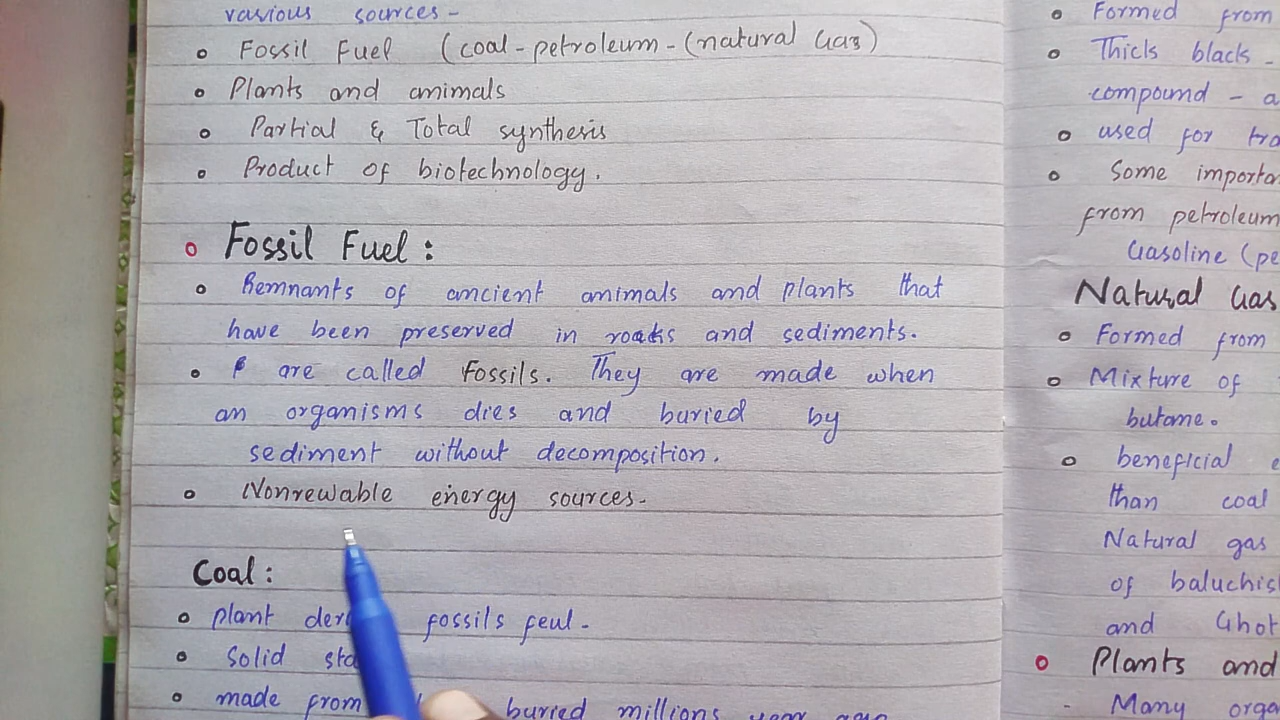 various sources -
Fossil Fuel (coal - petroleum - (natural Gas)
Plants and animals
Partial & Total synthesis
Product of biotechnology.
Fossil Fuel :
Remnants of ancient animals and plants that
have been preserved in rocks and sediments.
are called Fossils. They are made when
an organisms dies and buried by
sediment without decomposition.
Nonrewable energy sources -
Coal :
plant fossils feul -
Solid
made from buried millions year ago
Formed from
Thick black -
compound - a
used for tra
Some importa
from petroleum
Gasoline (pe
Natural Gas
Formed from
Mixture of
butame.
beneficial e
than coal
Natural gas
of baluchis
and Ghot
Plants and
- Many orga